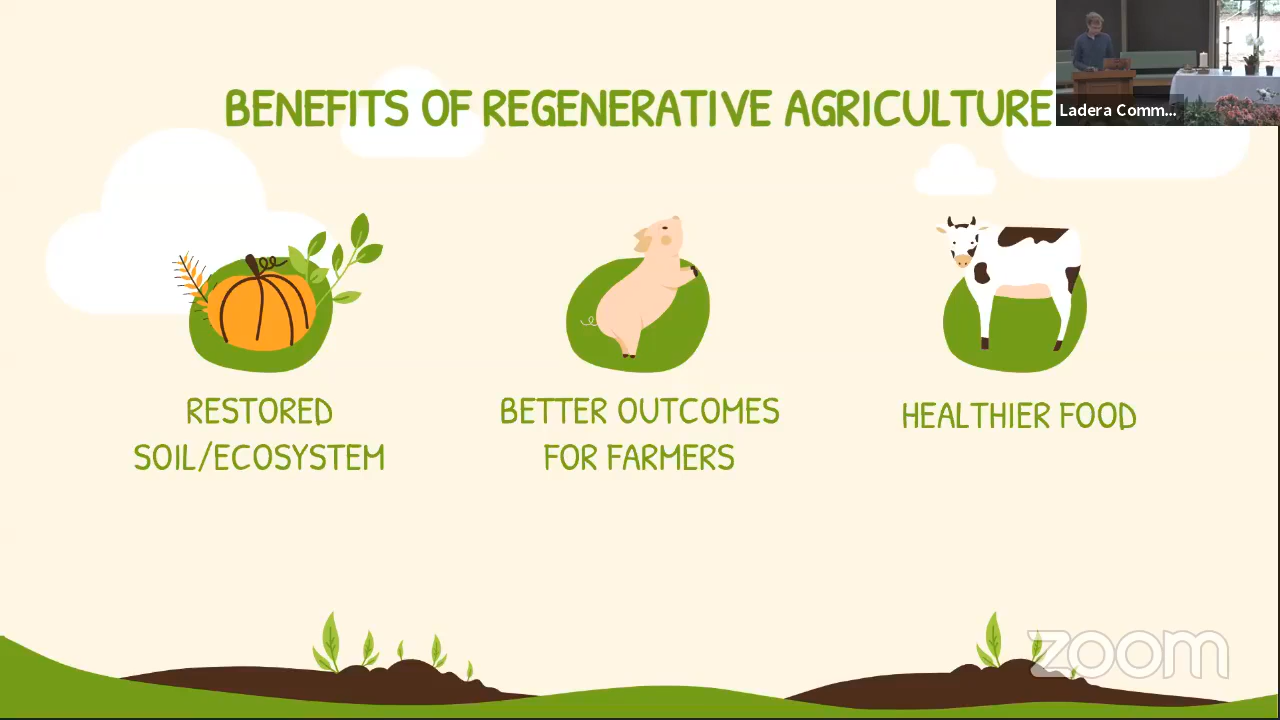 BENEFITS OF REGENERATIVE AGRICULTURE
Ladera Comm...
RESTORED
SOIL/ECOSYSTEM
BETTER OUTCOMES
FOR FARMERS
HEALTHIER FOOD
zoom